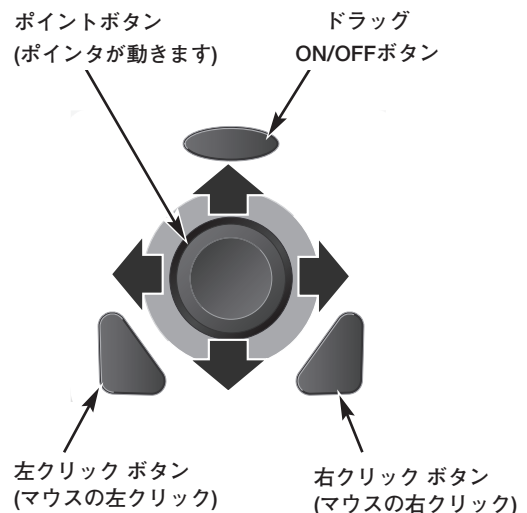 ポイントボタン
(ポインタが動きます)
ドラッグ
ON/OFFボタン
左クリック ボタン
(マウスの左クリック)
右クリック ボタン
(マウスの右クリック)